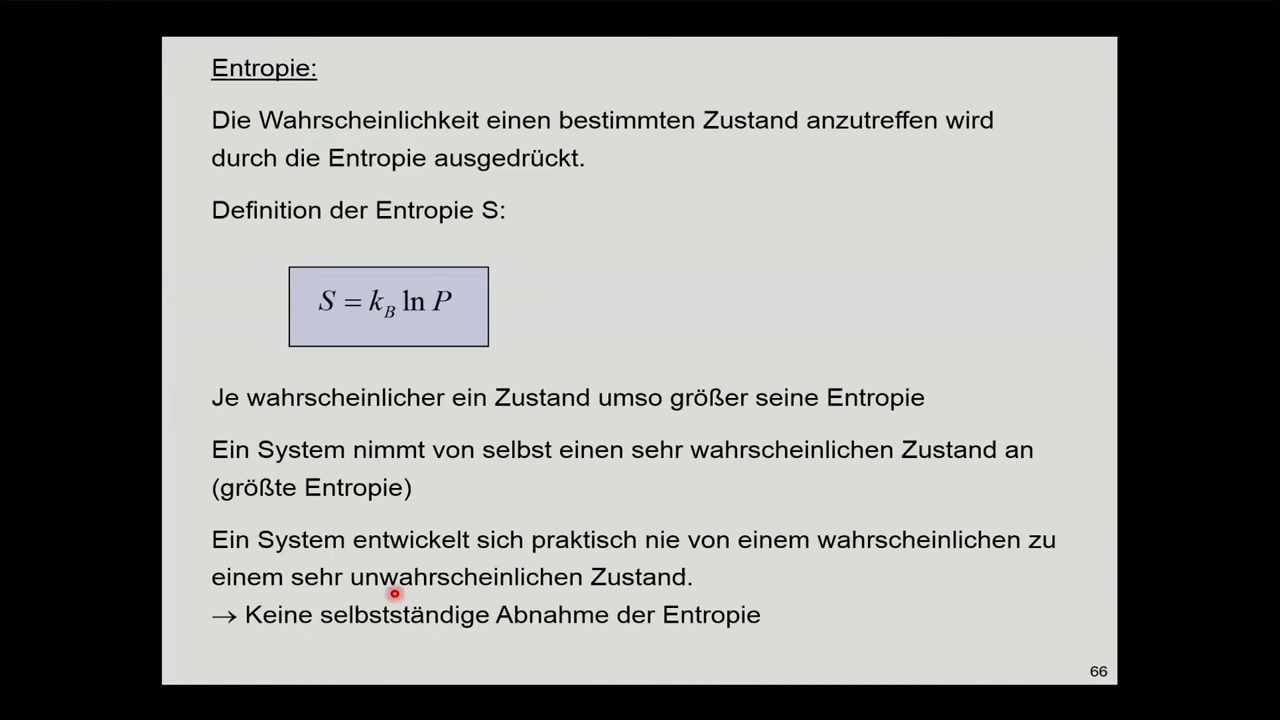 Entropie:
Die Wahrscheinlichkeit einen bestimmten Zustand anzutreffen wird
durch die Entropie ausgedrückt.
Definition der Entropie S:
S = k_B ln P
Je wahrscheinlicher ein Zustand umso größer seine Entropie
Ein System nimmt von selbst einen sehr wahrscheinlichen Zustand an
(größte Entropie)
Ein System entwickelt sich praktisch nie von einem wahrscheinlichen zu
einem sehr unwahrscheinlichen Zustand.
→ Keine selbstständige Abnahme der Entropie
66